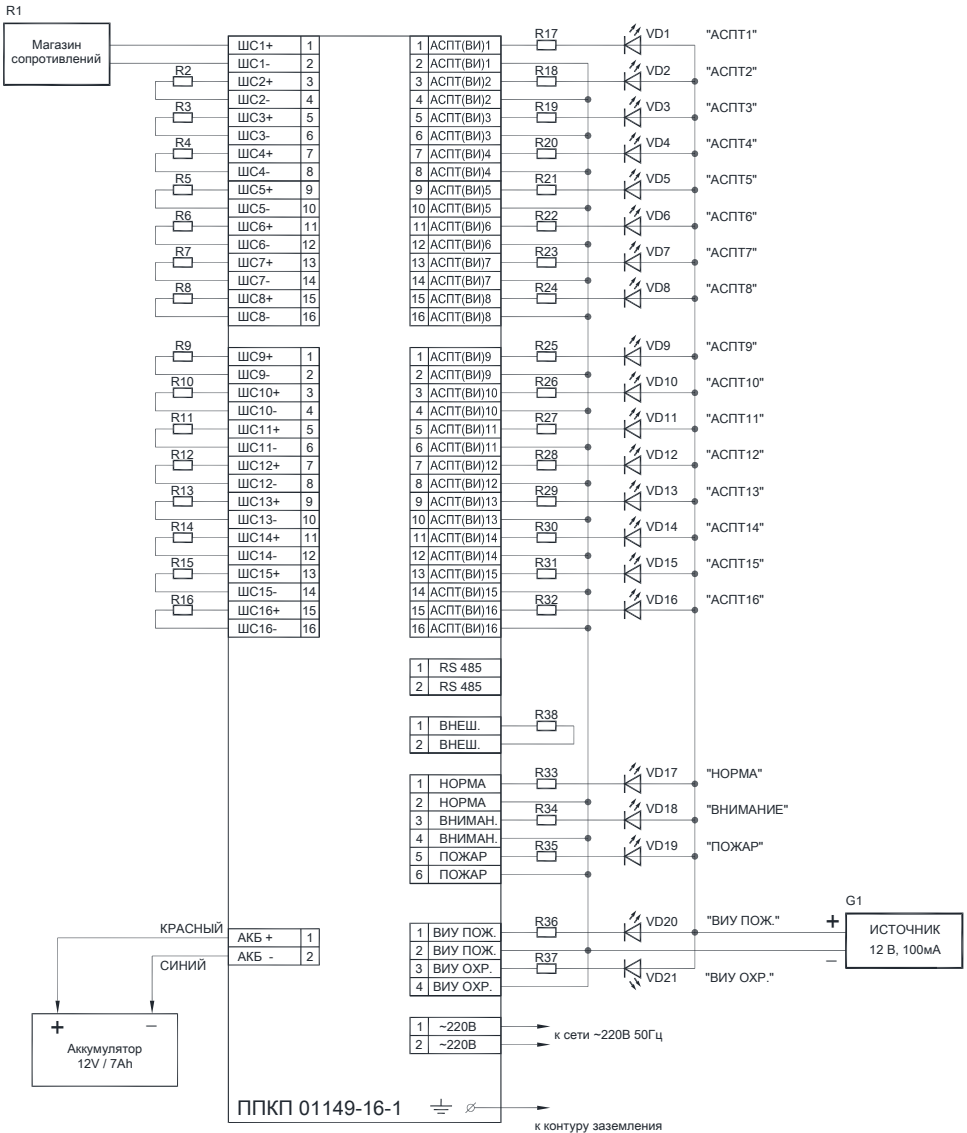 R1
Магазин
сопротивлений
ШС1+ 1 1 АСПТ(ВИ)1 R17 VD1 "АСПТ1"
ШС1- 2 2 АСПТ(ВИ)1
R2 ШС2+ 3 3 АСПТ(ВИ)2 R18 VD2 "АСПТ2"
ШС2- 4 4 АСПТ(ВИ)2
R3 ШС3+ 5 5 АСПТ(ВИ)3 R19 VD3 "АСПТ3"
ШС3- 6 6 АСПТ(ВИ)3
R4 ШС4+ 7 7 АСПТ(ВИ)4 R20 VD4 "АСПТ4"
ШС4- 8 8 АСПТ(ВИ)4
R5 ШС5+ 9 9 АСПТ(ВИ)5 R21 VD5 "АСПТ5"
ШС5- 10 10 АСПТ(ВИ)5
R6 ШС6+ 11 11 АСПТ(ВИ)6 R22 VD6 "АСПТ6"
ШС6- 12 12 АСПТ(ВИ)6
R7 ШС7+ 13 13 АСПТ(ВИ)7 R23 VD7 "АСПТ7"
ШС7- 14 14 АСПТ(ВИ)7
R8 ШС8+ 15 15 АСПТ(ВИ)8 R24 VD8 "АСПТ8"
ШС8- 16 16 АСПТ(ВИ)8
R9 ШС9+ 1 1 АСПТ(ВИ)9 R25 VD9 "АСПТ9"
ШС9- 2 2 АСПТ(ВИ)9
R10 ШС10+ 3 3 АСПТ(ВИ)10 R26 VD10 "АСПТ10"
ШС10- 4 4 АСПТ(ВИ)10
R11 ШС11+ 5 5 АСПТ(ВИ)11 R27 VD11 "АСПТ11"
ШС11- 6 6 АСПТ(ВИ)11
R12 ШС12+ 7 7 АСПТ(ВИ)12 R28 VD12 "АСПТ12"
ШС12- 8 8 АСПТ(ВИ)12
R13 ШС13+ 9 9 АСПТ(ВИ)13 R29 VD13 "АСПТ13"
ШС13- 10 10 АСПТ(ВИ)13
R14 ШС14+ 11 11 АСПТ(ВИ)14 R30 VD14 "АСПТ14"
ШС14- 12 12 АСПТ(ВИ)14
R15 ШС15+ 13 13 АСПТ(ВИ)15 R31 VD15 "АСПТ15"
ШС15- 14 14 АСПТ(ВИ)15
R16 ШС16+ 15 15 АСПТ(ВИ)16 R32 VD16 "АСПТ16"
ШС16- 16 16 АСПТ(ВИ)16
1 RS 485
2 RS 485
1 ВНЕШ. R38
2 ВНЕШ.
1 НОРМА R33 VD17 "НОРМА"
2 НОРМА
3 ВНИМАН. R34 VD18 "ВНИМАНИЕ"
4 ВНИМАН.
5 ПОЖАР R35 VD19 "ПОЖАР"
6 ПОЖАР
G1
1 ВИУ ПОЖ. R36 VD20 "ВИУ ПОЖ." + ИСТОЧНИК
2 ВИУ ПОЖ. – 12 В, 100мА
3 ВИУ ОХР. R37 VD21 "ВИУ ОХР."
4 ВИУ ОХР.
КРАСНЫЙ АКБ + 1
СИНИЙ АКБ - 2
+ –
Аккумулятор
12V / 7Ah
1 ~220В к сети ~220В 50Гц
2 ~220В
ППКП 01149-16-1
к контуру заземления